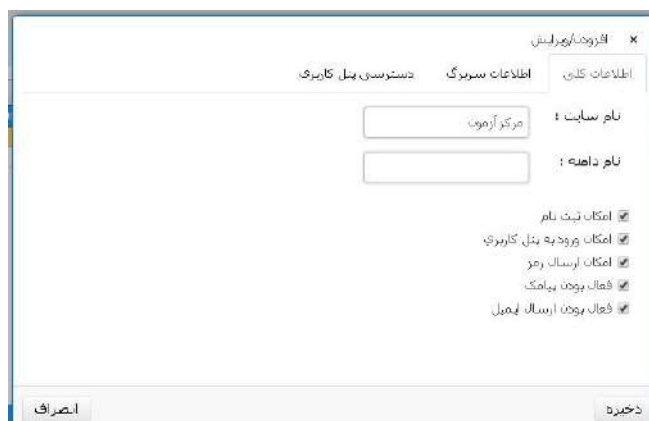 × افزودن/ویرایش
اطلاعات کلی اطلاعات سربرگ دسترسی پنل کاربری
نام سایت : مرکز آزمون
نام دامنه :
امکان ثبت نام
امکان ورود به پنل کاربری
امکان ارسال رمز
فعال بودن پیامک
فعال بودن ارسال ایمیل
ذخیره انصراف